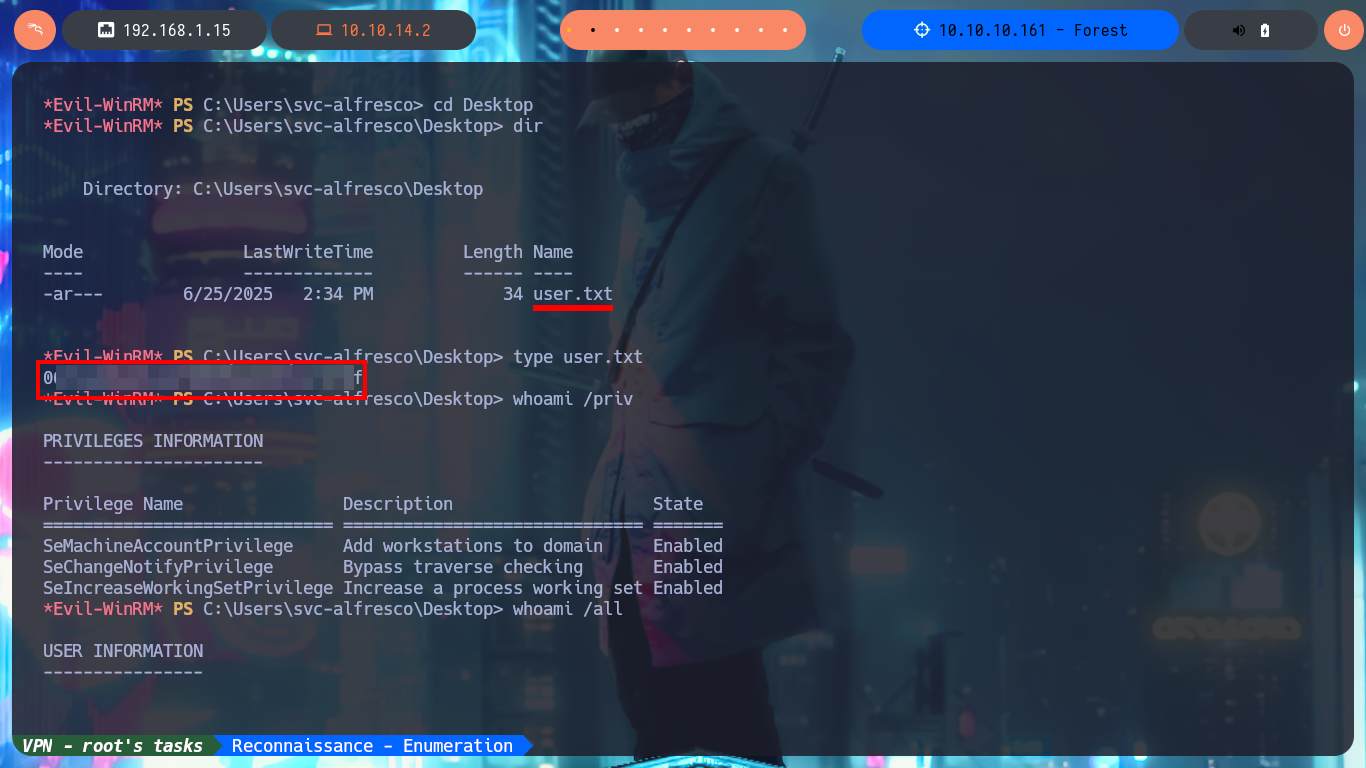 192.168.1.15 10.10.14.2 10.10.10.161 - Forest
*Evil-WinRM* PS C:\Users\svc-alfresco> cd Desktop
*Evil-WinRM* PS C:\Users\svc-alfresco\Desktop> dir
Directory: C:\Users\svc-alfresco\Desktop
Mode LastWriteTime Length Name
---- ------------- ------ ----
-ar--- 6/25/2025 2:34 PM 34 user.txt
*Evil-WinRM* PS C:\Users\svc-alfresco\Desktop> type user.txt
*Evil-WinRM* PS C:\Users\svc-alfresco\Desktop> whoami /priv
PRIVILEGES INFORMATION
----------------------
Privilege Name Description State
============================= ============================== =======
SeMachineAccountPrivilege Add workstations to domain Enabled
SeChangeNotifyPrivilege Bypass traverse checking Enabled
SeIncreaseWorkingSetPrivilege Increase a process working set Enabled
*Evil-WinRM* PS C:\Users\svc-alfresco\Desktop> whoami /all
USER INFORMATION
----------------
VPN - root's tasks Reconnaissance - Enumeration